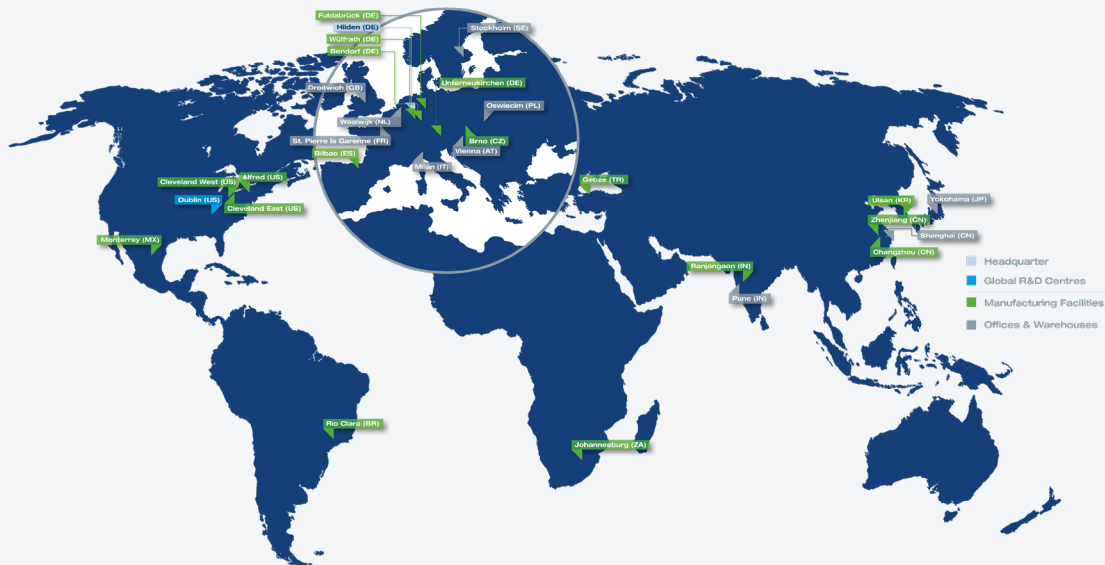 Fuldabrück (DE)
Hilden (DE)
Wülfrath (DE)
Bendorf (DE)
Stockholm (SE)
Unterneukirchen (DE)
Droitwich (GB)
Oswiecim (PL)
Waalwijk (NL)
St. Pierre la Garenne (FR)
Brno (CZ)
Bilbao (ES)
Vienna (AT)
Milan (IT)
Gebze (TR)
Alfred (US)
Cleveland West (US)
Dublin (US)
Cleveland East (US)
Monterrey (MX)
Ulsan (KR)
Yokohama (JP)
Zhenjiang (CN)
Shanghai (CN)
Changzhou (CN)
Ranjangaon (IN)
Pune (IN)
Headquarter
Global R&D Centres
Manufacturing Facilities
Offices & Warehouses
Rio Claro (BR)
Johannesburg (ZA)